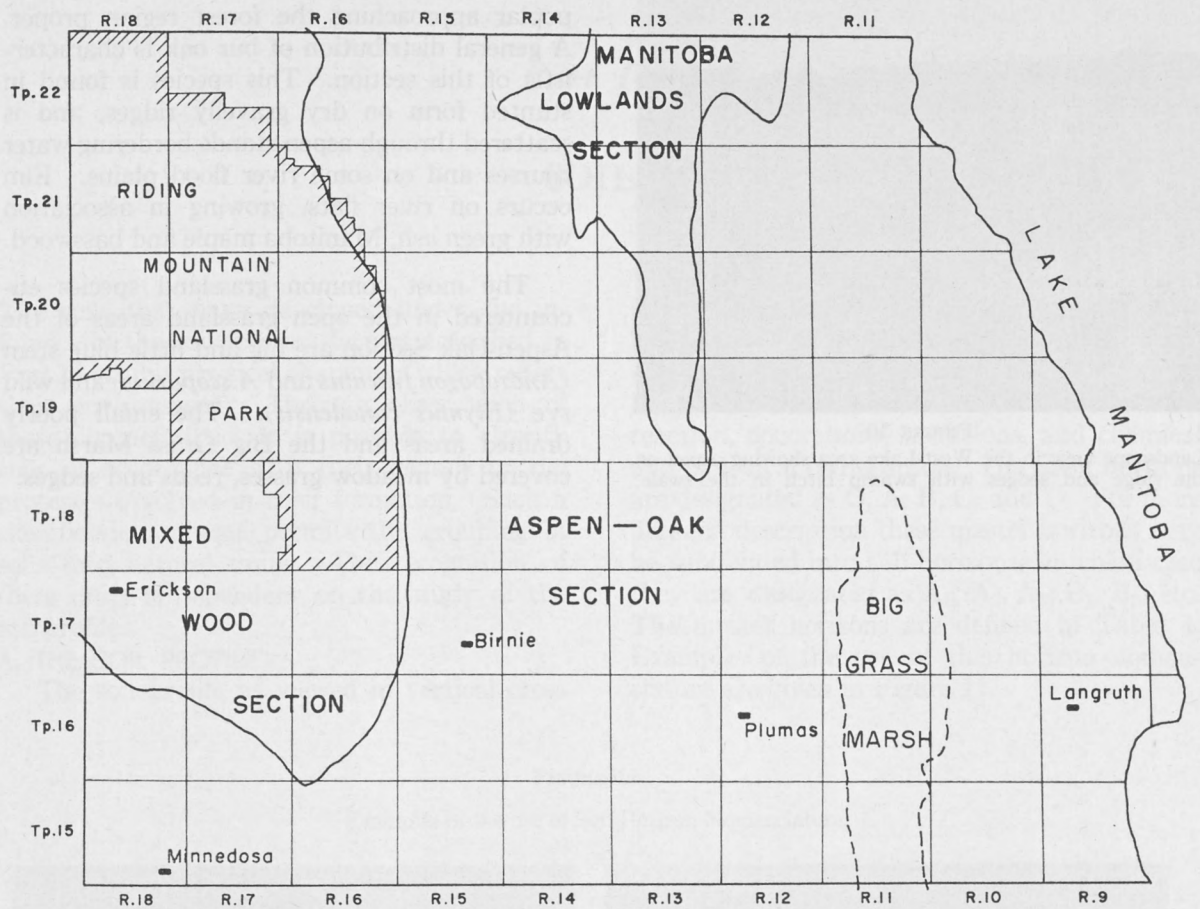 R.18 R.17 R.16 R.15 R.14 R.13 R.12 R.11
MANITOBA
Tp.22
LOWLANDS
SECTION
RIDING
Tp.21
LAKE
MOUNTAIN
Tp.20
NATIONAL
Tp.19
PARK
MANTOBA
Tp.18
MIXED
ASPEN — OAK
Erickson
SECTION
BIG
Tp.17
WOOD
Birnie
GRASS
SECTION
Langruth
Tp.16
Plumas
MARSH
Tp.15
Minnedosa
R.18 R.17 R.16 R.15 R.14 R.13 R.12 R.11 R.10 R.9